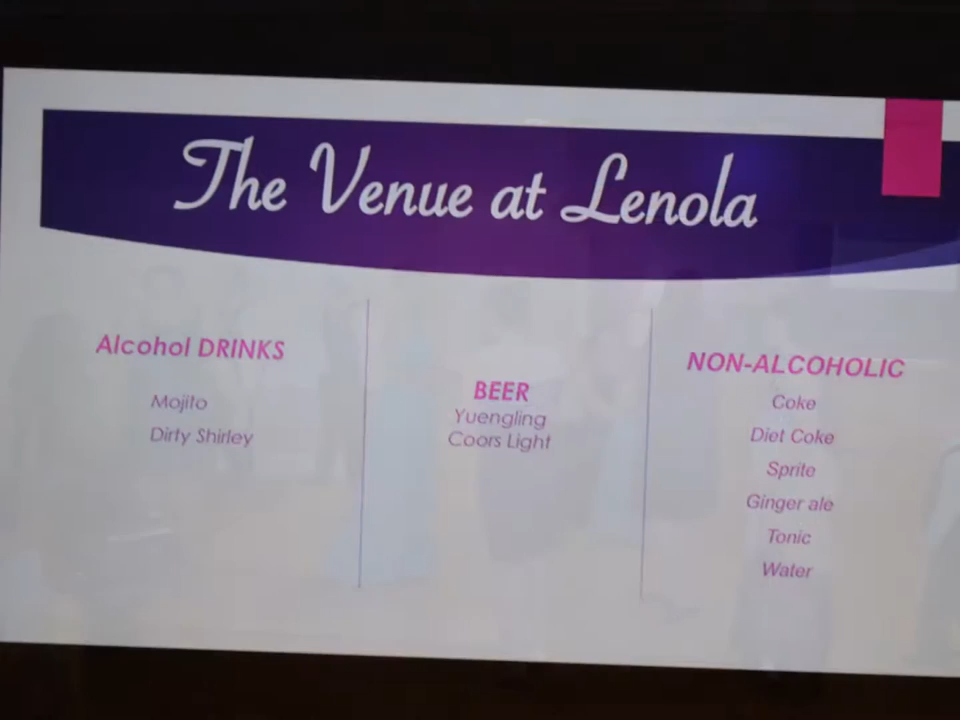 The Venue at Lenola
Alcohol DRINKS
Mojito
Dirty Shirley
BEER
Yuengling
Coors Light
NON-ALCOHOLIC
Coke
Diet Coke
Sprite
Ginger ale
Tonic
Water